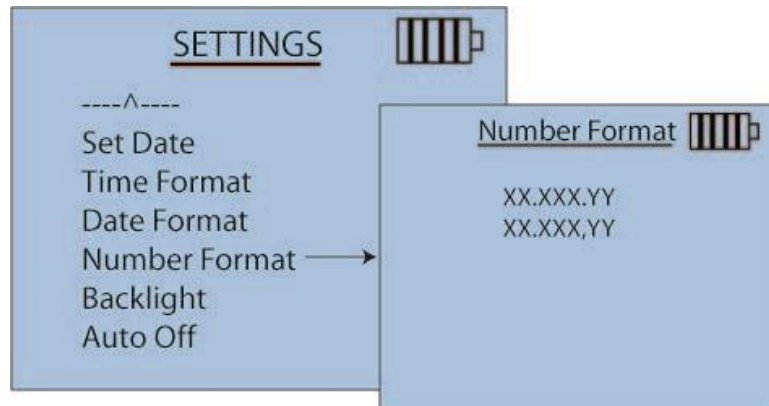 SETTINGS
----^----
Set Date
Time Format
Date Format
Number Format
Backlight
Auto Off
Number Format
XX.XXX.YY
XX.XXX,YY